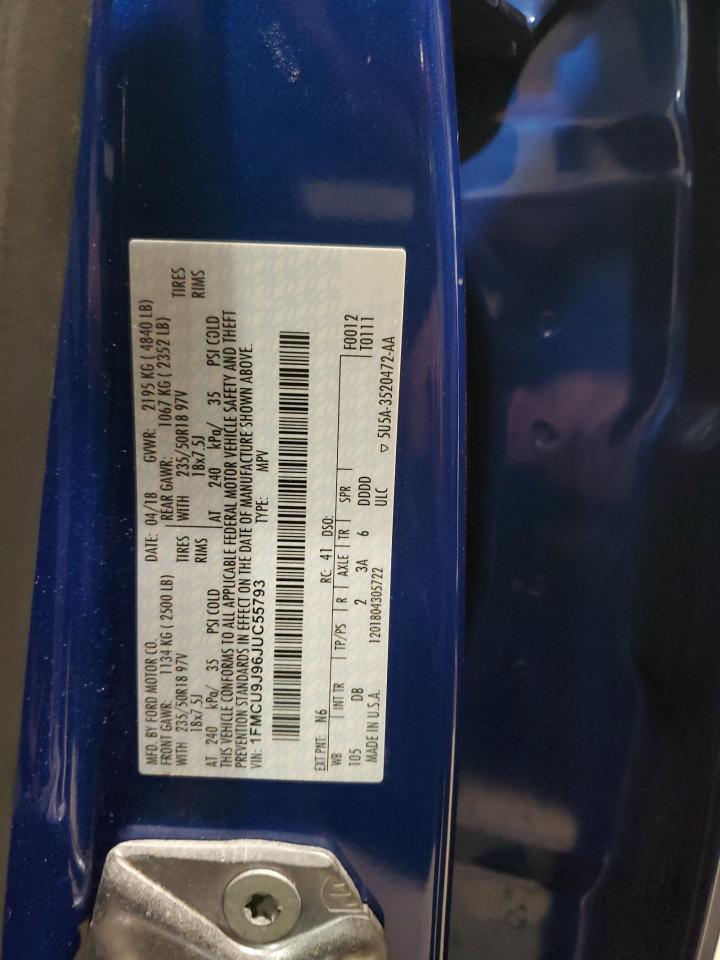 MFD. BY FORD MOTOR CO. DATE: 04/18 GVWR: 2195 KG ( 4840 LB)
FRONT GAWR: 1134 KG ( 2500 LB) REAR GAWR: 1067 KG ( 2352 LB)
WITH 235/50R18 97V TIRES WITH 235/50R18 97V TIRES
18x7.5J RIMS 18x7.5J RIMS
AT 240 kPa/ 35 PSI COLD AT 240 kPa/ 35 PSI COLD
THIS VEHICLE CONFORMS TO ALL APPLICABLE FEDERAL MOTOR VEHICLE SAFETY AND THEFT
PREVENTION STANDARDS IN EFFECT ON THE DATE OF MANUFACTURE SHOWN ABOVE.
VIN: 1FMCU9J96JUC55793 TYPE: MPV
EXT PNT: N6 RC: 41 DSO:
WB INT TR TP/PS R AXLE TR SPR F0012
105 DB 2 3A 6 DDDD T0111
MADE IN U.S.A. 1201804305722 ULC ▽ 5U5A-3520472-AA